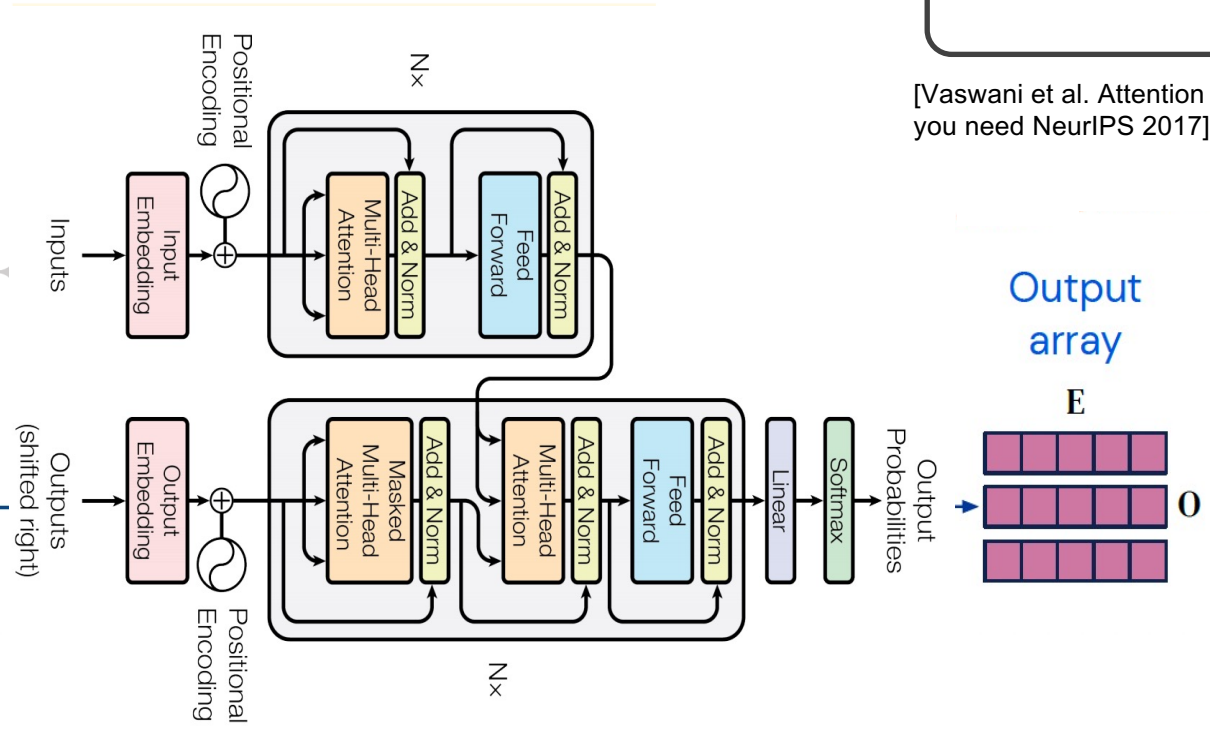 [Vaswani et al. Attention
you need NeurIPS 2017]
Positional
Encoding
Nx
Inputs
Input
Embedding
Multi-Head
Attention
Add & Norm
Feed
Forward
Add & Norm
Outputs
(shifted right)
Output
Embedding
Positional
Encoding
Masked
Multi-Head
Attention
Add & Norm
Multi-Head
Attention
Add & Norm
Feed
Forward
Add & Norm
Nx
Linear
Softmax
Output
Probabilities
Output
array
E
O